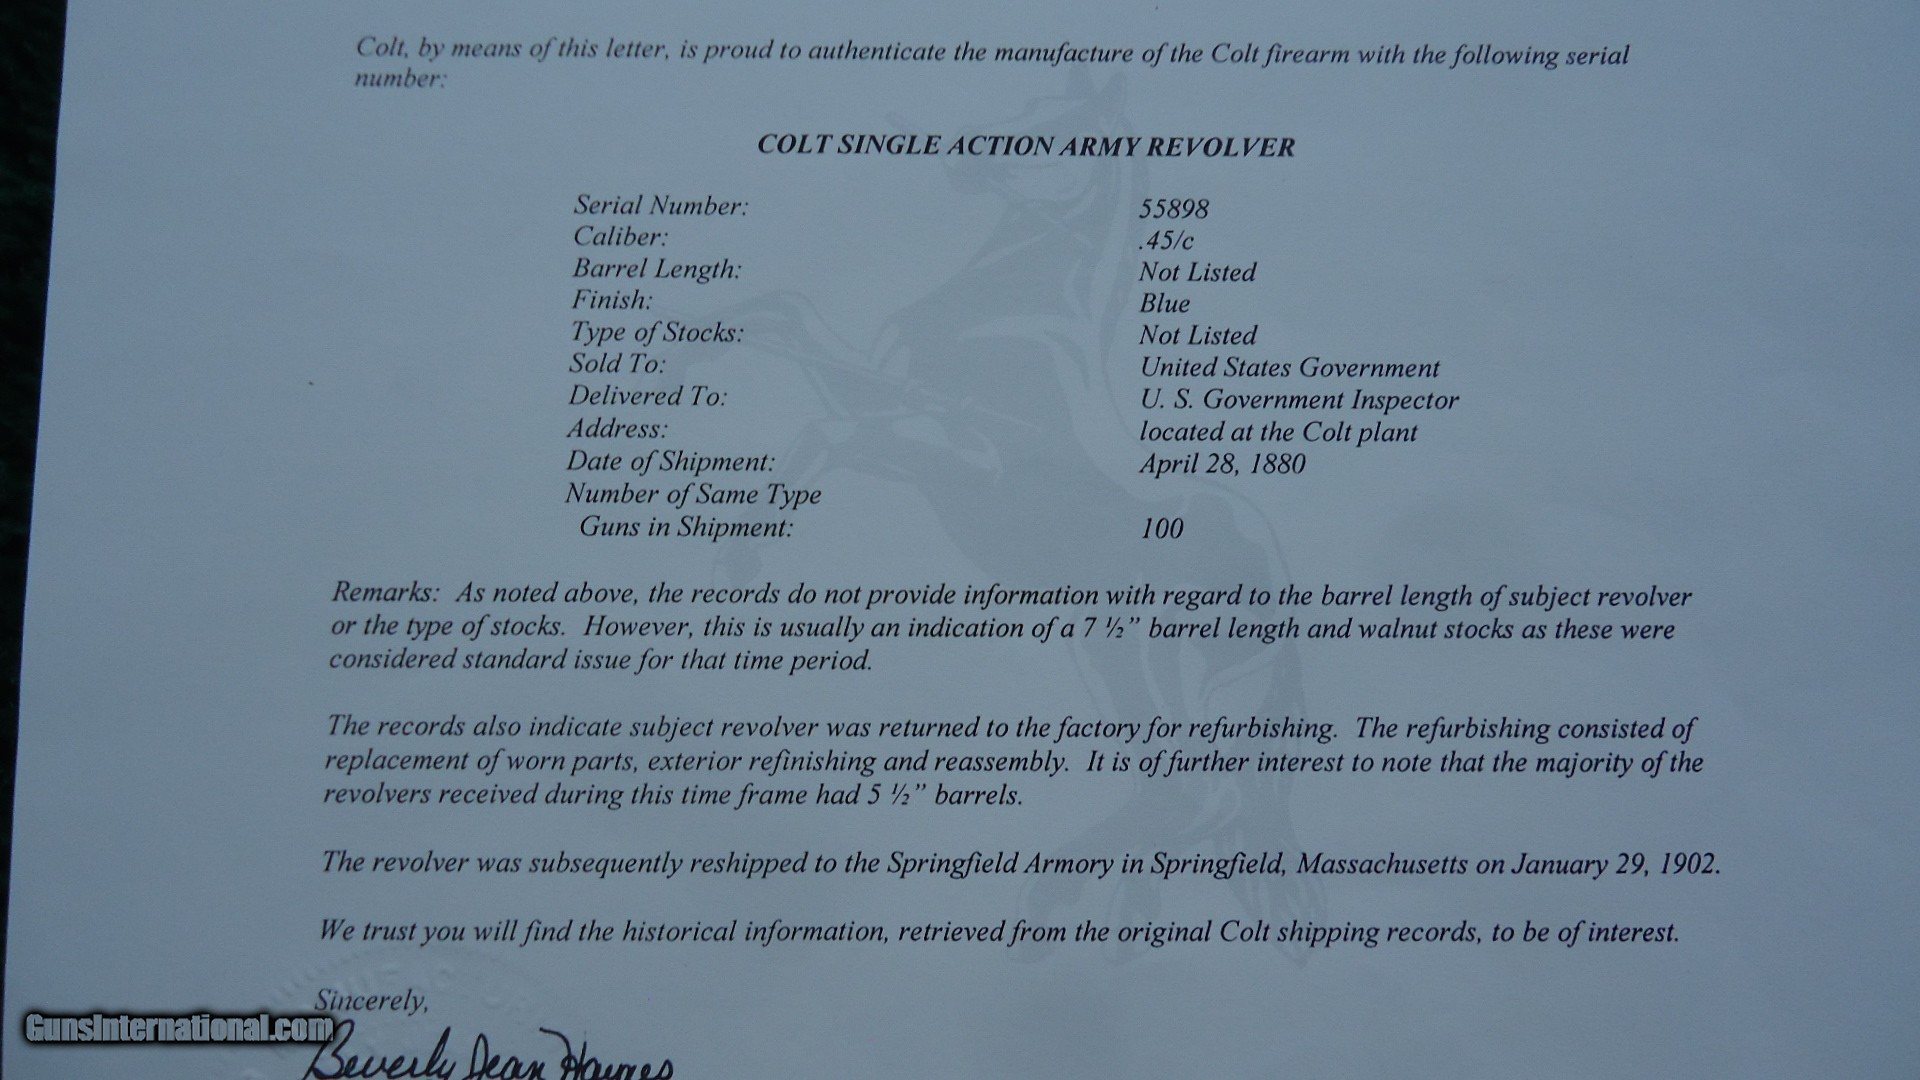 Colt, by means of this letter, is proud to authenticate the manufacture of the Colt firearm with the following serial
number:
COLT SINGLE ACTION ARMY REVOLVER
Serial Number: 55898
Caliber: .45/c
Barrel Length: Not Listed
Finish: Blue
Type of Stocks: Not Listed
Sold To: United States Government
Delivered To: U. S. Government Inspector
Address: located at the Colt plant
Date of Shipment: April 28, 1880
Number of Same Type
Guns in Shipment: 100
Remarks: As noted above, the records do not provide information with regard to the barrel length of subject revolver
or the type of stocks. However, this is usually an indication of a 7 ½” barrel length and walnut stocks as these were
considered standard issue for that time period.
The records also indicate subject revolver was returned to the factory for refurbishing. The refurbishing consisted of
replacement of worn parts, exterior refinishing and reassembly. It is of further interest to note that the majority of the
revolvers received during this time frame had 5 ½” barrels.
The revolver was subsequently reshipped to the Springfield Armory in Springfield, Massachusetts on January 29, 1902.
We trust you will find the historical information, retrieved from the original Colt shipping records, to be of interest.
Sincerely,
GunsInternational.com
Beverly Jean Haynes